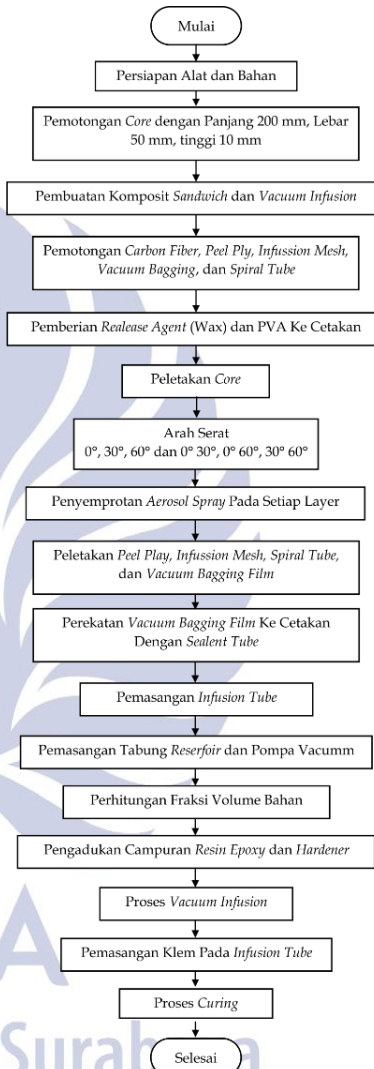 Mulai
Persiapan Alat dan Bahan
Pemotongan Core dengan Panjang 200 mm, Lebar
50 mm, tinggi 10 mm
Pembuatan Komposit Sandwich dan Vacuum Infusion
Pemotongan Carbon Fiber, Peel Ply, Infussion Mesh,
Vacuum Bagging, dan Spiral Tube
Pemberian Realease Agent (Wax) dan PVA Ke Cetakan
Peletakan Core
Arah Serat
0°, 30°, 60° dan 0° 30°, 0° 60°, 30° 60°
Penyemprotan Aerosol Spray Pada Setiap Layer
Peletakan Peel Play, Infussion Mesh, Spiral Tube,
dan Vacuum Bagging Film
Perekatan Vacuum Bagging Film Ke Cetakan
Dengan Sealent Tube
Pemasangan Infusion Tube
Pemasangan Tabung Reserfoir dan Pompa Vacumm
Perhitungan Fraksi Volume Bahan
Pengadukan Campuran Resin Epoxy dan Hardener
Proses Vacuum Infusion
A
Pemasangan Klem Pada Infusion Tube
Proses Curing
Surabaya
Selesai